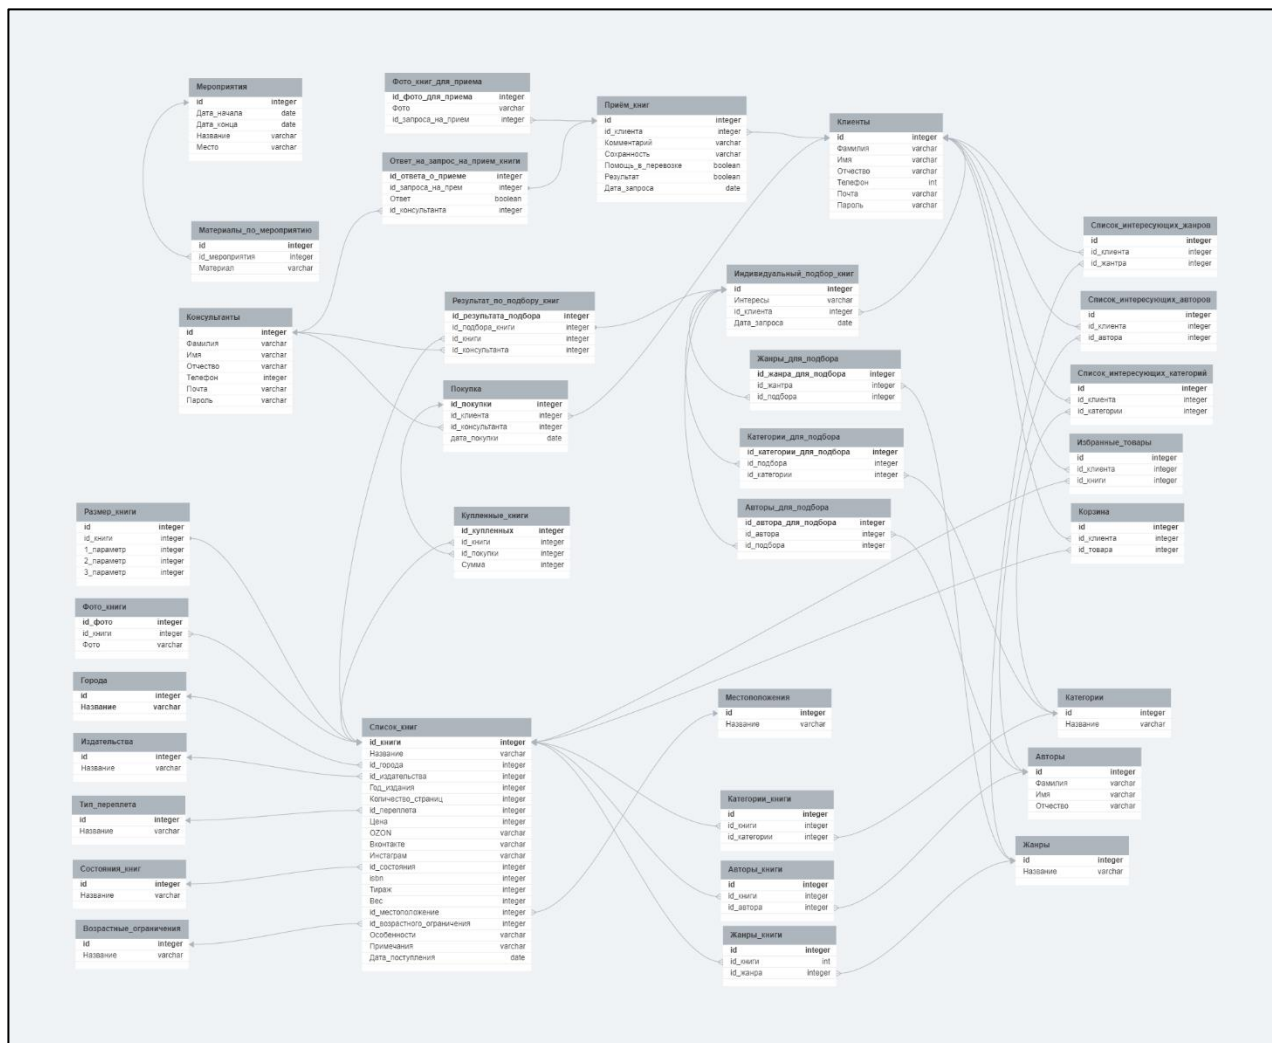 Мероприятия
id integer
Дата_начала date
Дата_конца date
Название varchar
Место varchar
Фото_книг_для_приема
id_фото_для_приема integer
Фото varchar
id_запроса_на_прием integer
Приём_книг
id integer
id_клиента integer
Комментарий varchar
Сохранность varchar
Помощь_в_перевозке boolean
Результат boolean
Дата_запроса date
Клиенты
id integer
Фамилия varchar
Имя varchar
Отчество varchar
Телефон int
Почта varchar
Пароль varchar
Ответ_на_запрос_на_прием_книги
id_ответа_о_приеме integer
id_запроса_на_прем integer
Ответ boolean
id_консультанта integer
Материалы_по_мероприятию
id integer
id_мероприятия integer
Материал varchar
Список_интересующих_жанров
id integer
id_клиента integer
id_жантра integer
Индивидуальный_подбор_книг
id integer
Интересы varchar
id_клиента integer
Дата_запроса date
Результат_по_подбору_книг
id_результата_подбора integer
id_подбора_книги integer
id_книги integer
id_консультанта integer
Список_интересующих_авторов
id integer
id_клиента integer
id_автора integer
Консультанты
id integer
Фамилия varchar
Имя varchar
Отчество varchar
Телефон integer
Почта varchar
Пароль varchar
Жанры_для_подбора
id_жанра_для_подбора integer
id_жантра integer
id_подбора integer
Список_интересующих_категорий
id integer
id_клиента integer
id_категории integer
Покупка
id_покупки integer
id_клиента integer
id_консультанта integer
дата_покупки date
Категории_для_подбора
id_категории_для_подбора integer
id_подбора integer
id_категории integer
Избранные_товары
id integer
id_клиента integer
id_книги integer
Авторы_для_подбора
id_автора_для_подбора integer
id_автора integer
id_подбора integer
Корзина
id integer
id_клиента integer
id_товара integer
Размер_книги
id integer
id_книги integer
1_параметр integer
2_параметр integer
3_параметр integer
Купленные_книги
id_купленных integer
id_книги integer
id_покупки integer
Сумма integer
Фото_книги
id_фото integer
id_книги integer
Фото varchar
Города
id integer
Название varchar
Издательства
id integer
Название varchar
Тип_переплета
id integer
Название varchar
Состояния_книг
id integer
Название varchar
Возрастные_ограничения
id integer
Название varchar
Список_книг
id_книги integer
Название varchar
id_города integer
id_издательства integer
Год_издания integer
Количество_страниц integer
id_переплета integer
Цена integer
OZON varchar
Вконтакте varchar
Инстаграм varchar
id_состояния integer
isbn integer
Тираж integer
Вес integer
id_местоположение integer
id_возрастного_ограничения integer
Особенности varchar
Примечания varchar
Дата_поступления date
Местоположения
id integer
Название varchar
Категории
id integer
Название varchar
Авторы
id integer
Фамилия varchar
Имя varchar
Отчество varchar
Категории_книги
id integer
id_книги integer
id_категории integer
Жанры
id integer
Название varchar
Авторы_книги
id integer
id_книги integer
id_автора integer
Жанры_книги
id integer
id_книги int
id_жанра integer